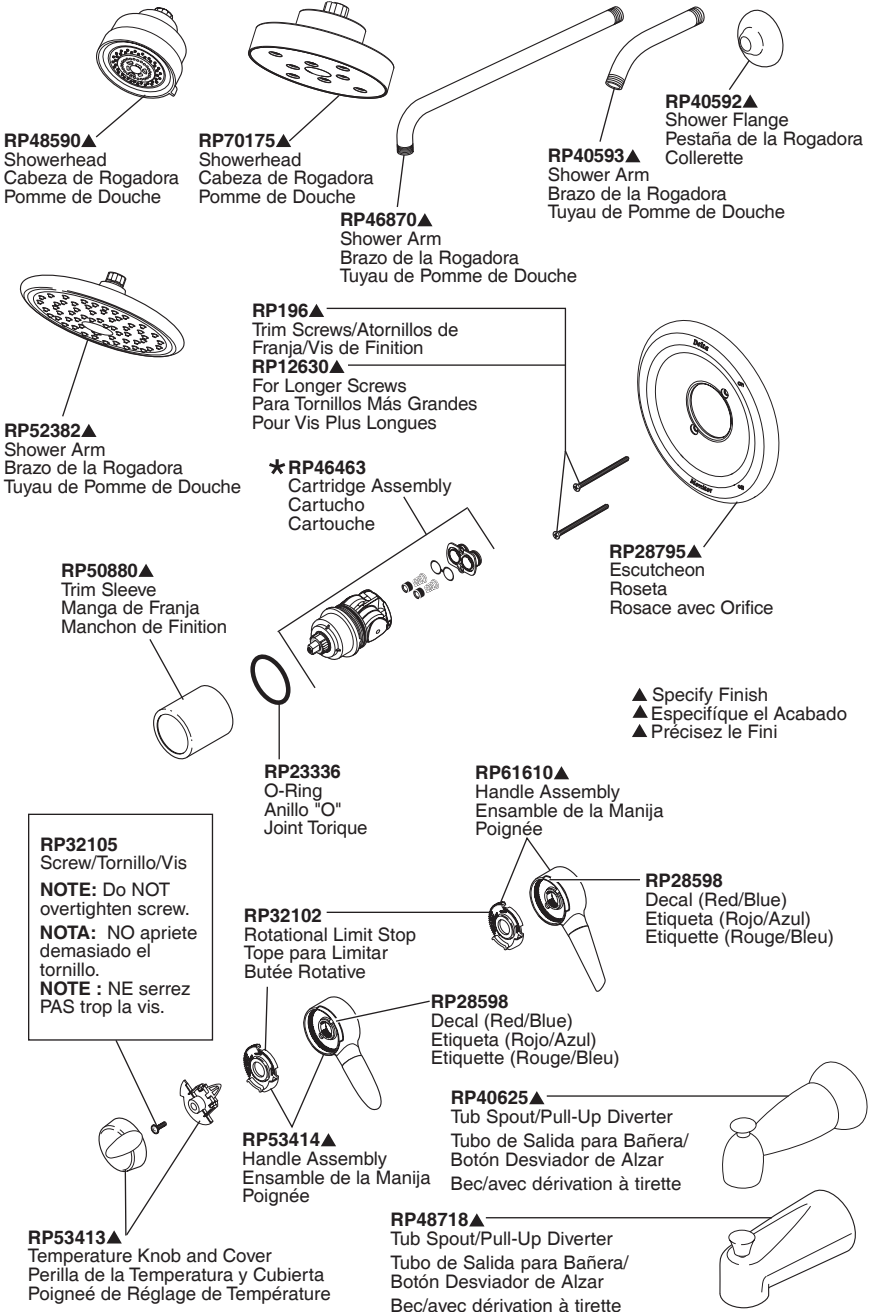 RP48590▲
Showerhead
Cabeza de Rogadora
Pomme de Douche
RP70175▲
Showerhead
Cabeza de Rogadora
Pomme de Douche
RP46870▲
Shower Arm
Brazo de la Rogadora
Tuyau de Pomme de Douche
RP40593▲
Shower Arm
Brazo de la Rogadora
Tuyau de Pomme de Douche
RP40592▲
Shower Flange
Pestaña de la Rogadora
Collerette
RP52382▲
Shower Arm
Brazo de la Rogadora
Tuyau de Pomme de Douche
RP196▲
Trim Screws/Atornillos de
Franja/Vis de Finition
RP12630▲
For Longer Screws
Para Tornillos Más Grandes
Pour Vis Plus Longues
Delta
Monitor
RP28795▲
Escutcheon
Roseta
Rosace avec Orifice
★RP46463
Cartridge Assembly
Cartucho
Cartouche
RP50880▲
Trim Sleeve
Manga de Franja
Manchon de Finition
RP23336
O-Ring
Anillo "O"
Joint Torique
▲ Specify Finish
▲ Especifíque el Acabado
▲ Précisez le Fini
RP61610▲
Handle Assembly
Ensamble de la Manija
Poignée
RP28598
Decal (Red/Blue)
Etiqueta (Rojo/Azul)
Etiquette (Rouge/Bleu)
RP32105
Screw/Tornillo/Vis
NOTE: Do NOT
overtighten screw.
NOTA: NO apriete
demasiado el
tornillo.
NOTE : NE serrez
PAS trop la vis.
RP32102
Rotational Limit Stop
Tope para Limitar
Butée Rotative
RP28598
Decal (Red/Blue)
Etiqueta (Rojo/Azul)
Etiquette (Rouge/Bleu)
RP53414▲
Handle Assembly
Ensamble de la Manija
Poignée
RP53413▲
Temperature Knob and Cover
Perilla de la Temperatura y Cubierta
Poigneé de Réglage de Température
RP40625▲
Tub Spout/Pull-Up Diverter
Tubo de Salida para Bañera/
Botón Desviador de Alzar
Bec/avec dérivation à tirette
RP48718▲
Tub Spout/Pull-Up Diverter
Tubo de Salida para Bañera/
Botón Desviador de Alzar
Bec/avec dérivation à tirette